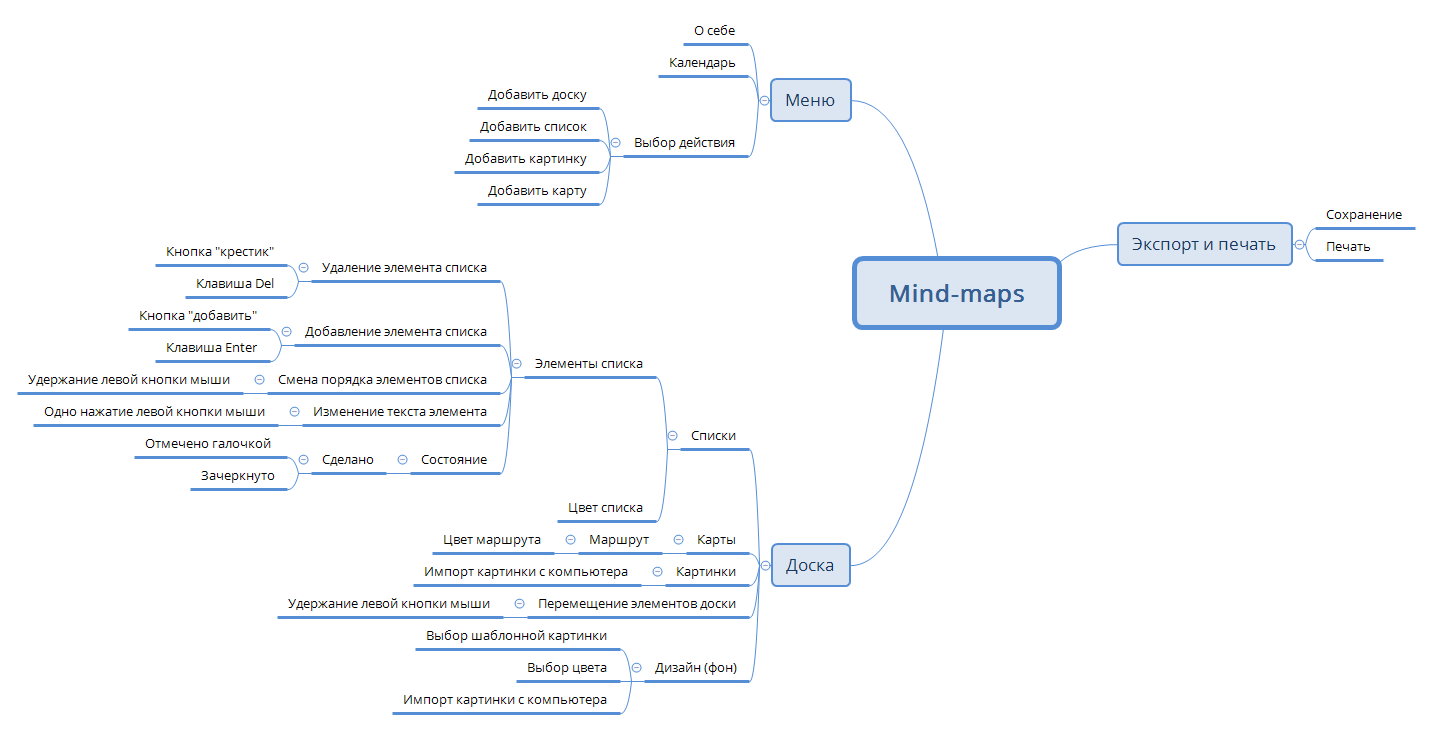 Mind-maps
Меню
О себе
Календарь
Выбор действия
Добавить доску
Добавить список
Добавить картинку
Добавить карту
Экспорт и печать
Сохранение
Печать
Доска
Списки
Элементы списка
Удаление элемента списка
Кнопка "крестик"
Клавиша Del
Добавление элемента списка
Кнопка "добавить"
Клавиша Enter
Смена порядка элементов списка
Удержание левой кнопки мыши
Изменение текста элемента
Одно нажатие левой кнопки мыши
Состояние
Сделано
Отмечено галочкой
Зачеркнуто
Цвет списка
Карты
Маршрут
Цвет маршрута
Картинки
Импорт картинки с компьютера
Перемещение элементов доски
Удержание левой кнопки мыши
Дизайн (фон)
Выбор шаблонной картинки
Выбор цвета
Импорт картинки с компьютера